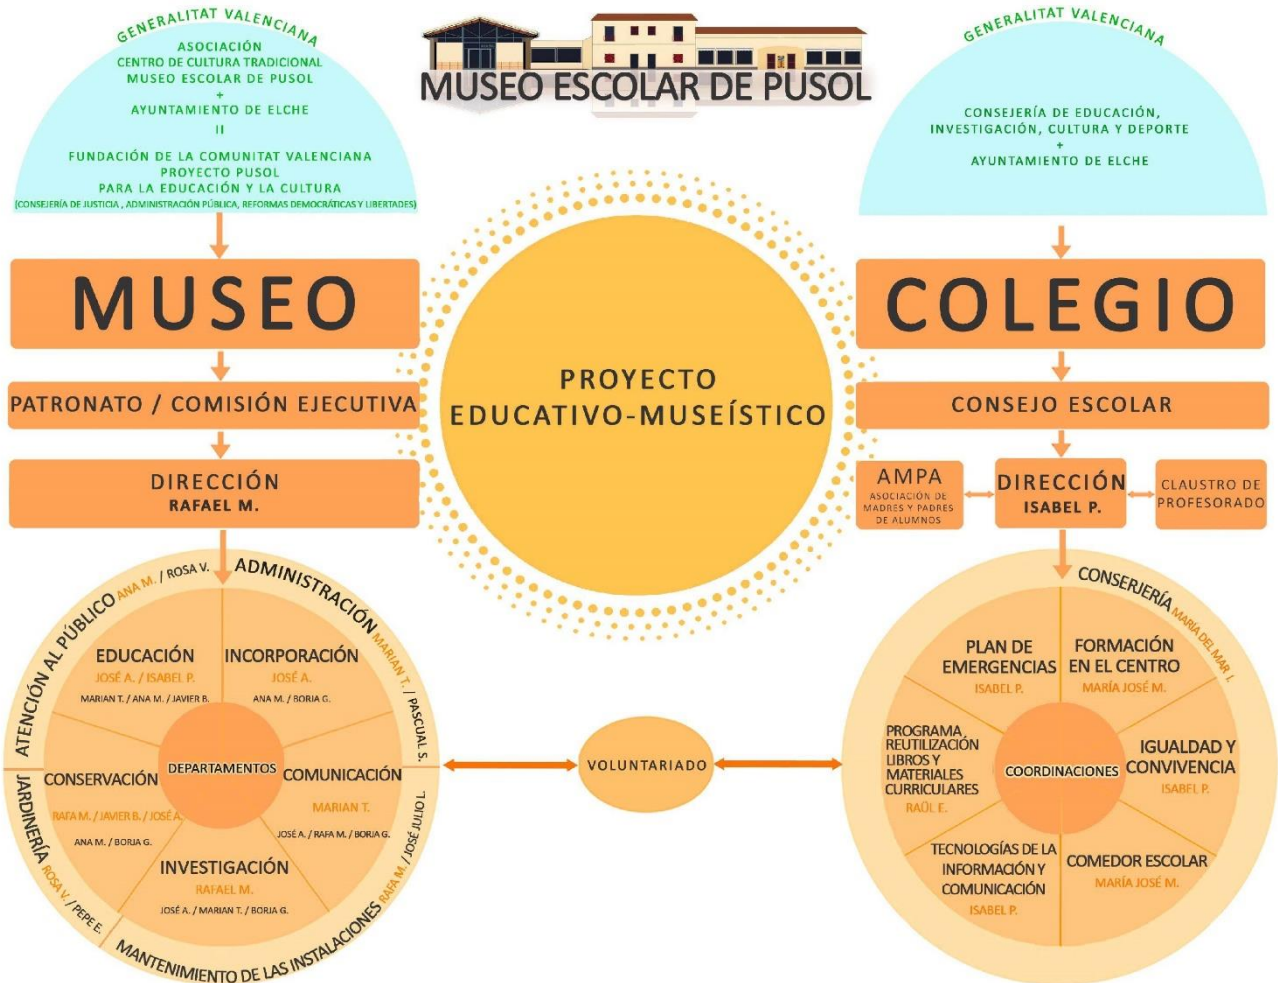 GENERALITAT VALENCIANA
ASOCIACIÓN
CENTRO DE CULTURA TRADICIONAL
MUSEO ESCOLAR DE PUSOL
+
AYUNTAMIENTO DE ELCHE
II
FUNDACIÓN DE LA COMUNITAT VALENCIANA
PROYECTO PUSOL
PARA LA EDUCACIÓN Y LA CULTURA
(CONSEJERÍA DE JUSTICIA , ADMINISTRACIÓN PÚBLICA, REFORMAS DEMOCRÁTICAS Y LIBERTADES)
MUSEO ESCOLAR DE PUSOL
GENERALITAT VALENCIANA
CONSEJERÍA DE EDUCACIÓN,
INVESTIGACIÓN, CULTURA Y DEPORTE
+
AYUNTAMIENTO DE ELCHE
MUSEO
PATRONATO / COMISIÓN EJECUTIVA
DIRECCIÓN
RAFAEL M.
PROYECTO
EDUCATIVO-MUSEÍSTICO
COLEGIO
CONSEJO ESCOLAR
AMPA
ASOCIACIÓN DE
MADRES Y PADRES
DE ALUMNOS
DIRECCIÓN
ISABEL P.
CLAUSTRO DE
PROFESORADO
ATENCIÓN AL PÚBLICO ANA M. / ROSA V.
ADMINISTRACIÓN MARIAN T. / PASCUAL S.
EDUCACIÓN
JOSÉ A. / ISABEL P.
MARIAN T. / ANA M. / JAVIER B.
INCORPORACIÓN
JOSÉ A.
ANA M. / BORJA G.
DEPARTAMENTOS
CONSERVACIÓN
RAFA M. / JAVIER B. / JOSÉ A.
ANA M. / BORJA G.
COMUNICACIÓN
MARIAN T.
JOSÉ A. / RAFA M. / BORJA G.
INVESTIGACIÓN
RAFAEL M.
JOSÉ A. / MARIAN T. / BORJA G.
JARDINERÍA ROSA V. / PEPE E.
MANTENIMIENTO DE LAS INSTALACIONES RAFA M. / JOSÉ JULIO L.
VOLUNTARIADO
CONSERJERÍA MARÍA DEL MAR I.
PLAN DE
EMERGENCIAS
ISABEL P.
FORMACIÓN
EN EL CENTRO
MARÍA JOSÉ M.
PROGRAMA
REUTILIZACIÓN
LIBROS Y
MATERIALES
CURRICULARES
RAÜL E.
COORDINACIONES
IGUALDAD Y
CONVIVENCIA
ISABEL P.
TECNOLOGÍAS DE LA
INFORMACIÓN Y
COMUNICACIÓN
ISABEL P.
COMEDOR ESCOLAR
MARÍA JOSÉ M.